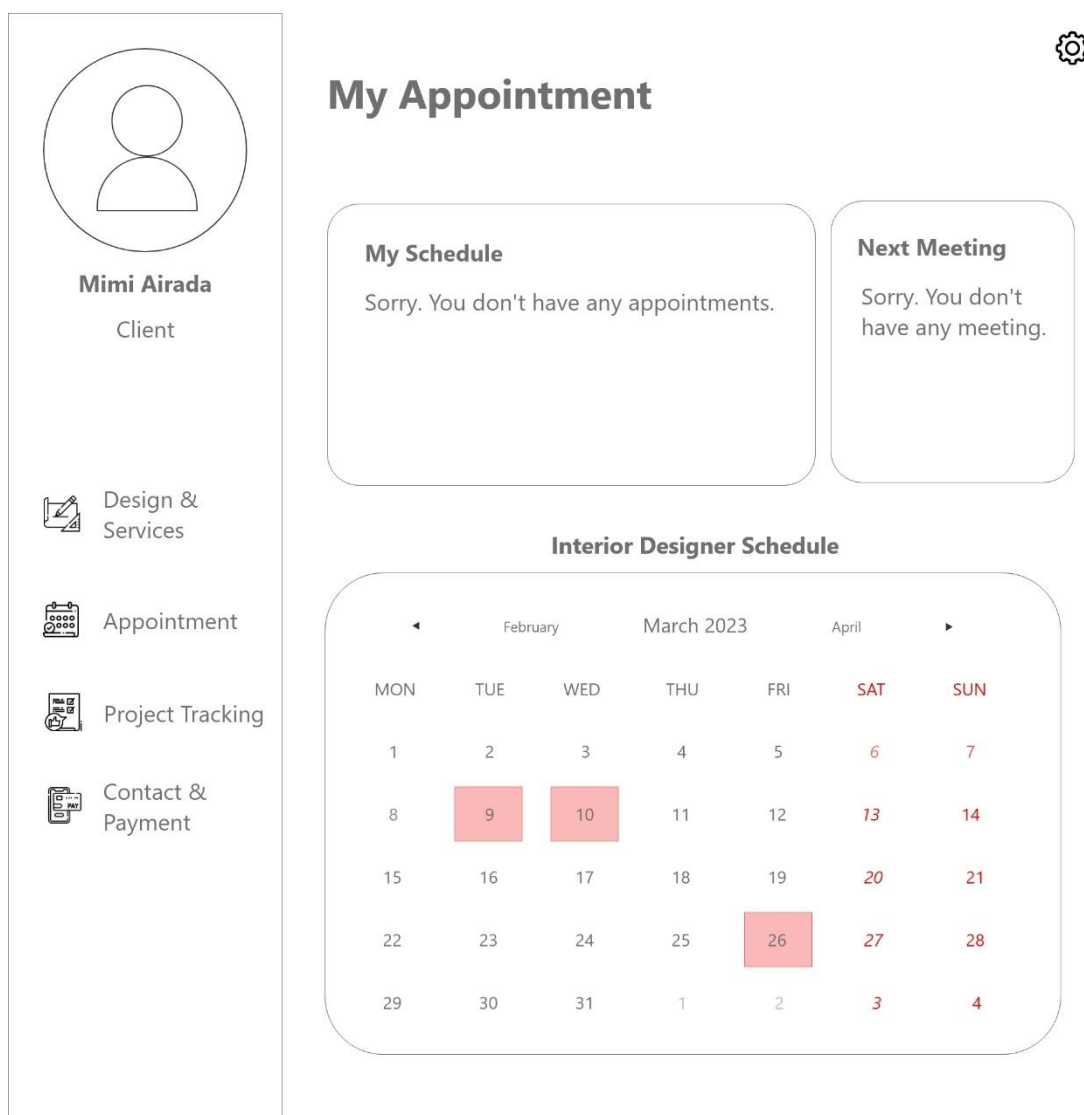 Mimi Airada
Client
Design &
Services
Appointment
Project Tracking
Contact &
Payment
My Appointment
My Schedule
Sorry. You don't have any appointments.
Next Meeting
Sorry. You don't
have any meeting.
Interior Designer Schedule
February March 2023 April
MON TUE WED THU FRI SAT SUN
1 2 3 4 5 6 7
8 9 10 11 12 13 14
15 16 17 18 19 20 21
22 23 24 25 26 27 28
29 30 31 1 2 3 4